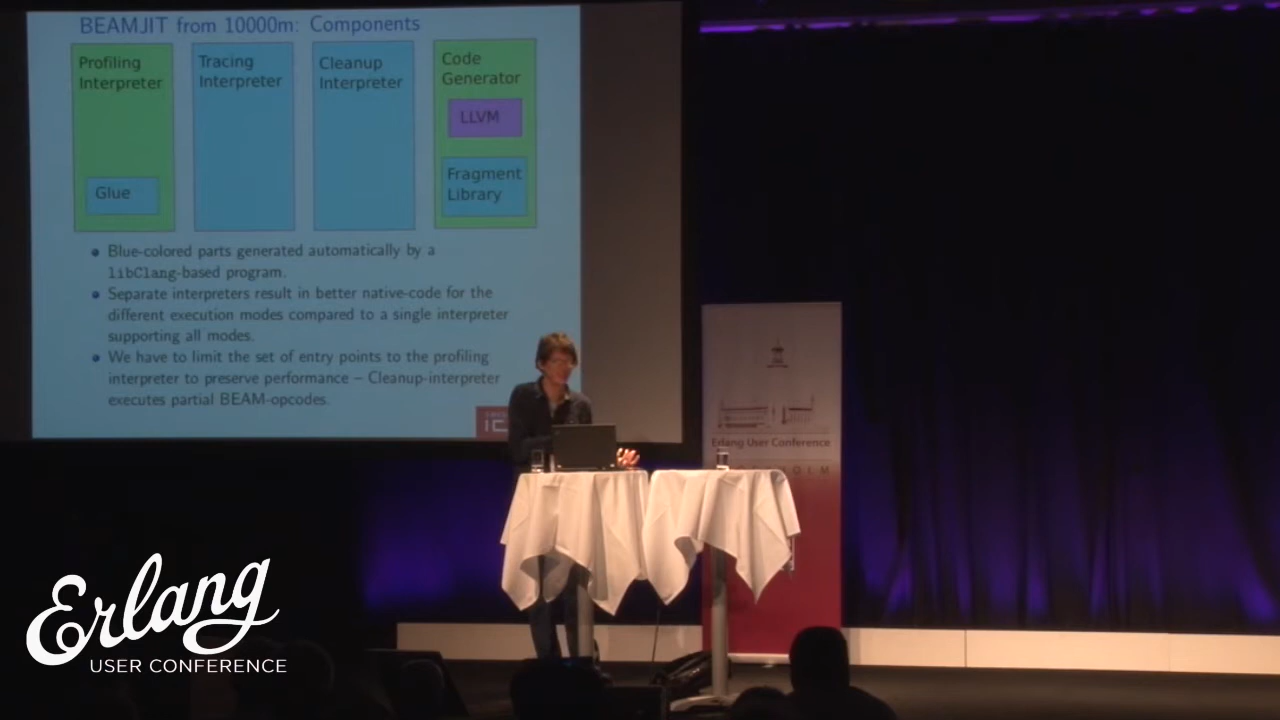 BEAMJIT from 10000m: Components
Profiling
Interpreter
Glue
Tracing
Interpreter
Cleanup
Interpreter
Code
Generator
LLVM
Fragment
Library
Blue-colored parts generated automatically by a
libClang-based program.
Separate interpreters result in better native-code for the
different execution modes compared to a single interpreter
supporting all modes.
We have to limit the set of entry points to the profiling
interpreter to preserve performance – Cleanup-interpreter
executes partial BEAM-opcodes.
Erlang User Conference
Erlang
USER CONFERENCE